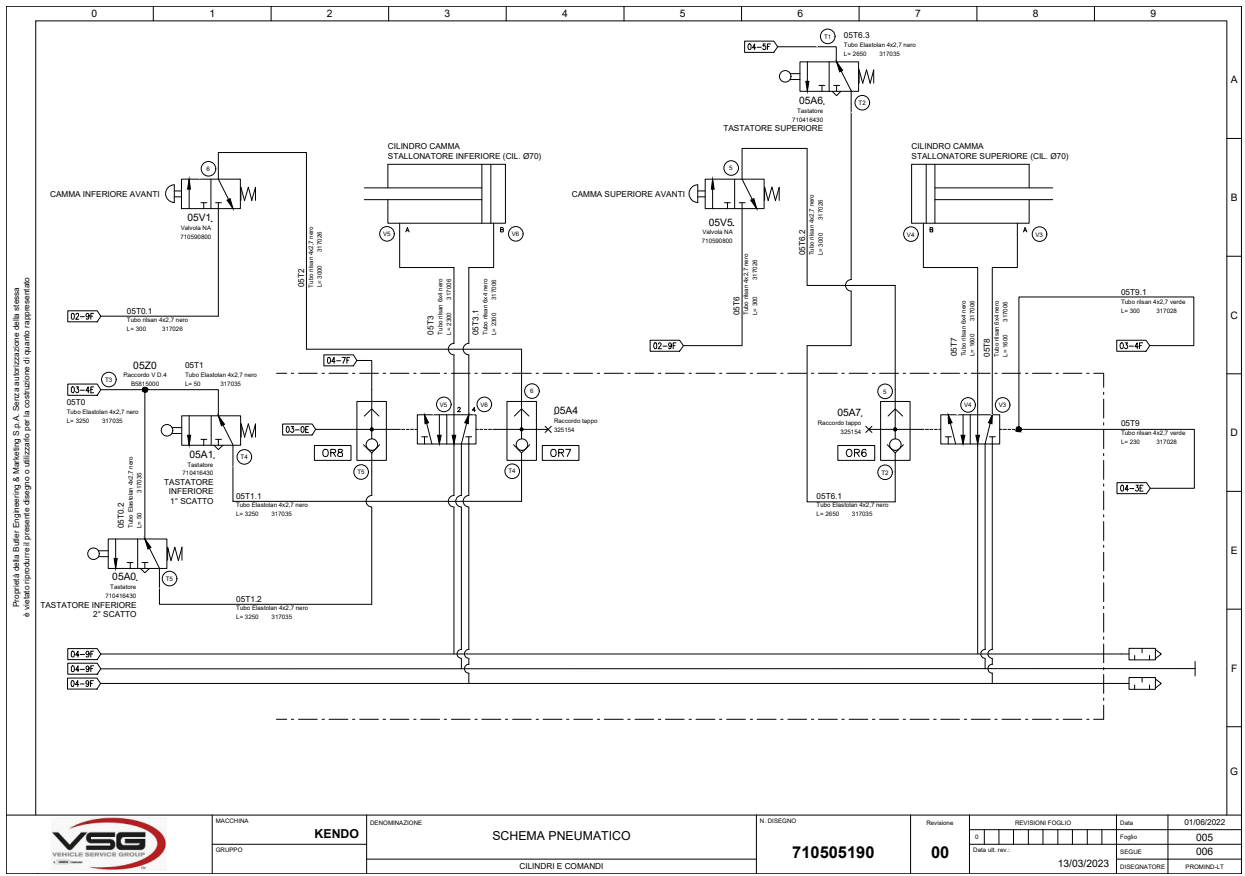 0 1 2 3 4 5 6 7 8 9
A
B
C
D
E
F
G
Proprietà della Butler Engineering & Marketing S.p.A. Senza autorizzazione della stessa
è vietato riprodurre il presente disegno o utilizzarlo per la costruzione di quanto rappresentato
04-5F
T1
05T6.3
Tubo Elastolan 4x2,7 nero
L= 2650 317035
T2
05A6.
Tastatore
710416430
TASTATORE SUPERIORE
6
CAMMA INFERIORE AVANTI
05V1.
Valvola NA
710590800
CILINDRO CAMMA
STALLONATORE INFERIORE (CIL. Ø70)
V5
A
B
V6
5
CAMMA SUPERIORE AVANTI
05V5.
Valvola NA
710590800
CILINDRO CAMMA
STALLONATORE SUPERIORE (CIL. Ø70)
V4
B
A
V3
02-9F
05T0.1
Tubo rilsan 4x2,7 nero
L= 300 317026
05T2
Tubo rilsan 4x2,7 nero
L= 3000 317026
05T3
Tubo rilsan 6x4 nero
L= 2300 317006
05T3.1
Tubo rilsan 6x4 nero
L= 2300 317006
02-9F
05T6
Tubo rilsan 4x2,7 nero
L= 300 317026
05T6.2
Tubo rilsan 4x2,7 nero
L= 3000 317026
05T7
Tubo rilsan 6x4 nero
L= 1600 317006
05T8
Tubo rilsan 6x4 nero
L= 1600 317006
05T9.1
Tubo rilsan 4x2,7 verde
L= 300 317028
03-4F
04-7F
03-4E
T3
05Z0
Raccordo V D.4
B5815000
05T1
Tubo Elastolan 4x2,7 nero
L= 50 317035
05T0
Tubo Elastolan 4x2,7 nero
L= 3250 317035
05A1.
Tastatore
710416430
TASTATORE
INFERIORE
1° SCATTO
T4
03-0E
OR8
T5
V5
2 4
V6
6
05A4
Raccordo tappo
325154
OR7
T4
05A7.
Raccordo tappo
325154
OR6
5
T2
V4
V3
05T9
Tubo rilsan 4x2,7 verde
L= 230 317028
04-3E
05T0.2
Tubo Elastolan 4x2,7 nero
L= 50 317035
05T1.1
Tubo Elastolan 4x2,7 nero
L= 3250 317035
05T6.1
Tubo Elastolan 4x2,7 nero
L= 2650 317035
05A0.
Tastatore
710416430
TASTATORE INFERIORE
2° SCATTO
T5
05T1.2
Tubo Elastolan 4x2,7 nero
L= 3250 317035
04-9F
04-9F
04-9F
VSG
VEHICLE SERVICE GROUP
MACCHINA
KENDO
GRUPPO
DENOMINAZIONE
SCHEMA PNEUMATICO
CILINDRI E COMANDI
N. DISEGNO
710505190
Revisione
00
REVISIONI FOGLIO
0
Data ult. rev.:
13/03/2023
Data 01/06/2022
Foglio 005
SEGUE 006
DISEGNATORE PROMIND-LT